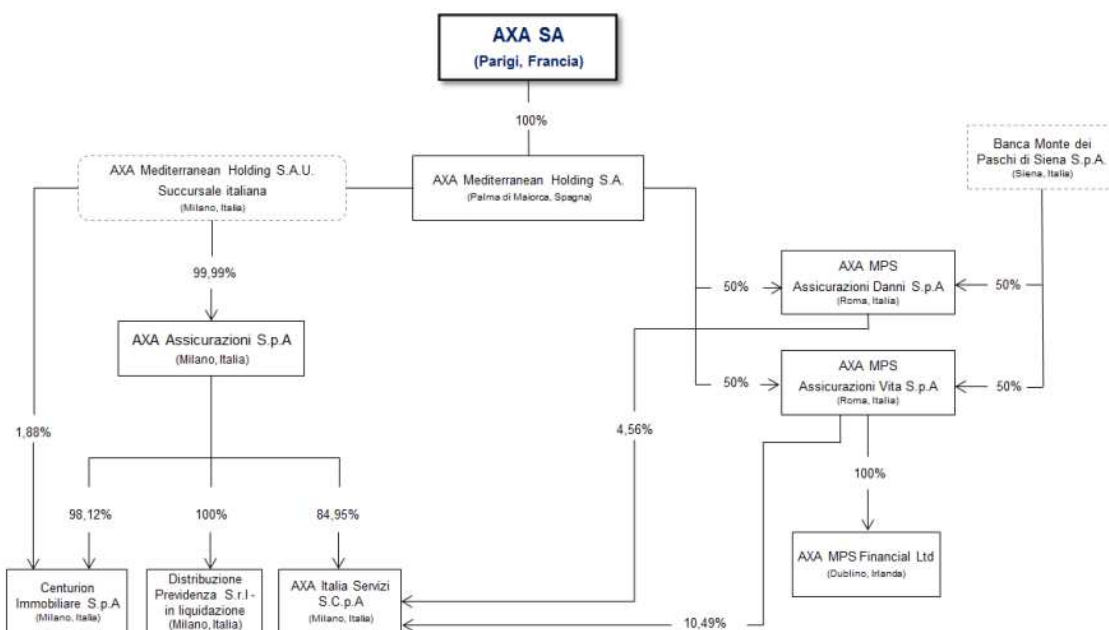 AXA SA
(Parigi, Francia)
100%
Banca Monte dei
Paschi di Siena S.p.A.
(Siena, Italia)
AXA Mediterranean Holding S.A.U.
Succursale italiana
(Milano, Italia)
AXA Mediterranean Holding S.A.
(Palma di Maiorca, Spagna)
99,99%
AXA MPS
Assicurazioni Danni S.p.A
(Roma, Italia)
50%
50%
AXA Assicurazioni S.p.A
(Milano, Italia)
AXA MPS
Assicurazioni Vita S.p.A
(Roma, Italia)
50%
50%
1,88%
4,56%
100%
98,12%
100%
84,95%
AXA MPS Financial Ltd
(Dublino, Irlanda)
Centurion
Immobiliare S.p.A
(Milano, Italia)
Distribuzione
Previdenza S.r.l -
in liquidazione
(Milano, Italia)
AXA Italia Servizi
S.C.p.A
(Milano, Italia)
10,49%